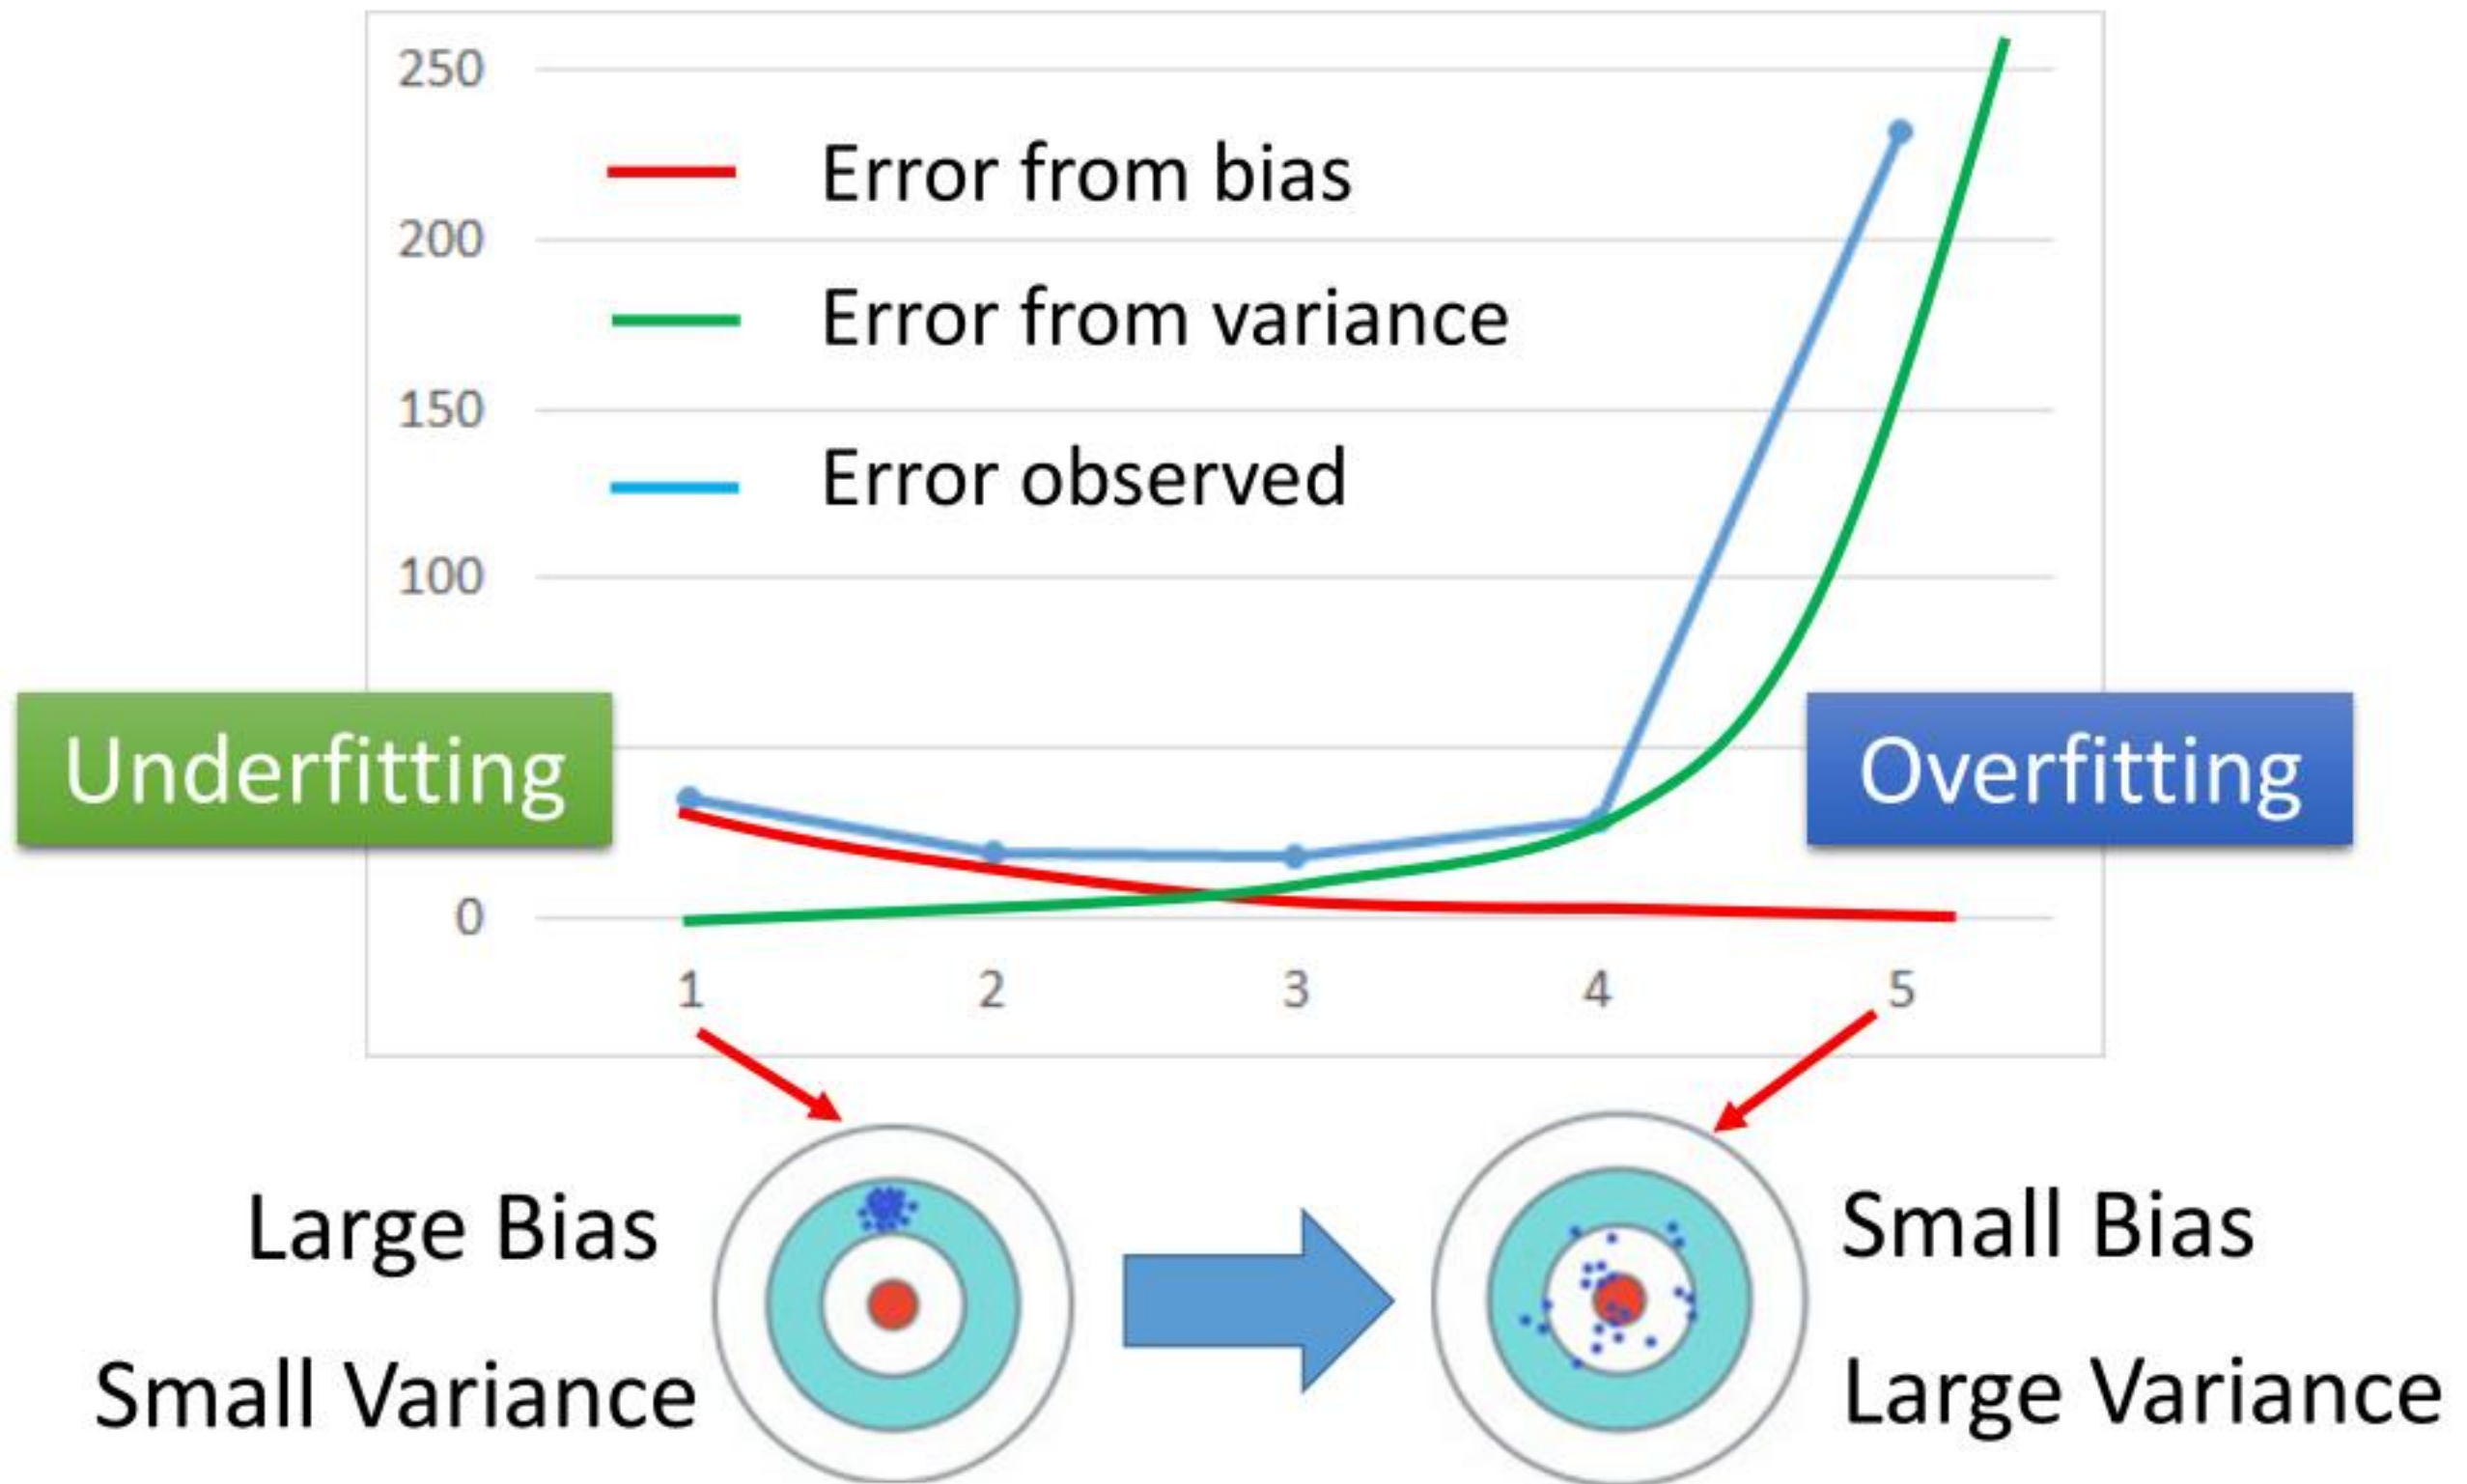 250
Error from bias
200
Error from variance
150
Error observed
100
Underfitting
Overfitting
0
1 2 3 4 5
Large Bias
Small Variance
Small Bias
Large Variance